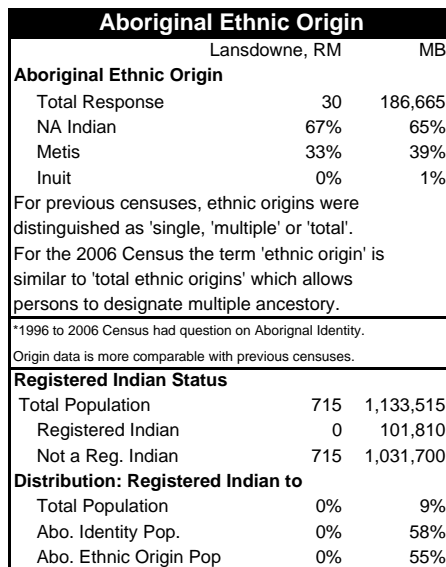 Aboriginal Ethnic Origin
Lansdowne, RM MB
Aboriginal Ethnic Origin
Total Response 30 186,665
NA Indian 67% 65%
Metis 33% 39%
Inuit 0% 1%
For previous censuses, ethnic origins were
distinguished as 'single, 'multiple' or 'total'.
For the 2006 Census the term 'ethnic origin' is
similar to 'total ethnic origins' which allows
persons to designate multiple ancestory.
*1996 to 2006 Census had question on Aborignal Identity.
Origin data is more comparable with previous censuses.
Registered Indian Status
Total Population 715 1,133,515
Registered Indian 0 101,810
Not a Reg. Indian 715 1,031,700
Distribution: Registered Indian to
Total Population 0% 9%
Abo. Identity Pop. 0% 58%
Abo. Ethnic Origin Pop 0% 55%